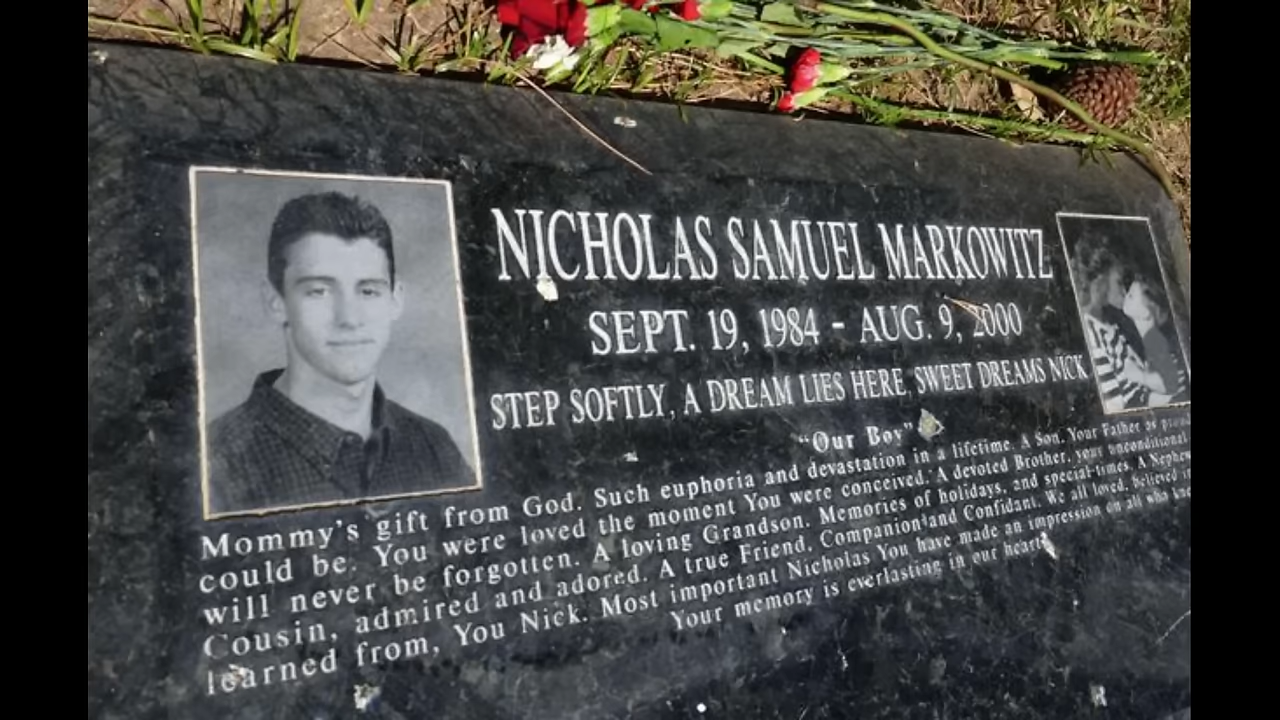 NICHOLAS SAMUEL MARKOWITZ
SEPT. 19, 1984 - AUG. 9, 2000
STEP SOFTLY, A DREAM LIES HERE, SWEET DREAMS NICK
"Our Boy"
Mommy's gift from God. Such euphoria and devastation in a lifetime. A Son. Your Father as
could be. You were loved the moment You were conceived. A devoted Brother, your unconditional
will never be forgotten. A loving Grandson. Memories of holidays, and special times. A Nephew
Cousin, admired and adored. A true Friend, Companion and Confidant. We all loved, believed in
learned from, You Nick. Most important Nicholas You have made an impression on all who
Your memory is everlasting in our hearts